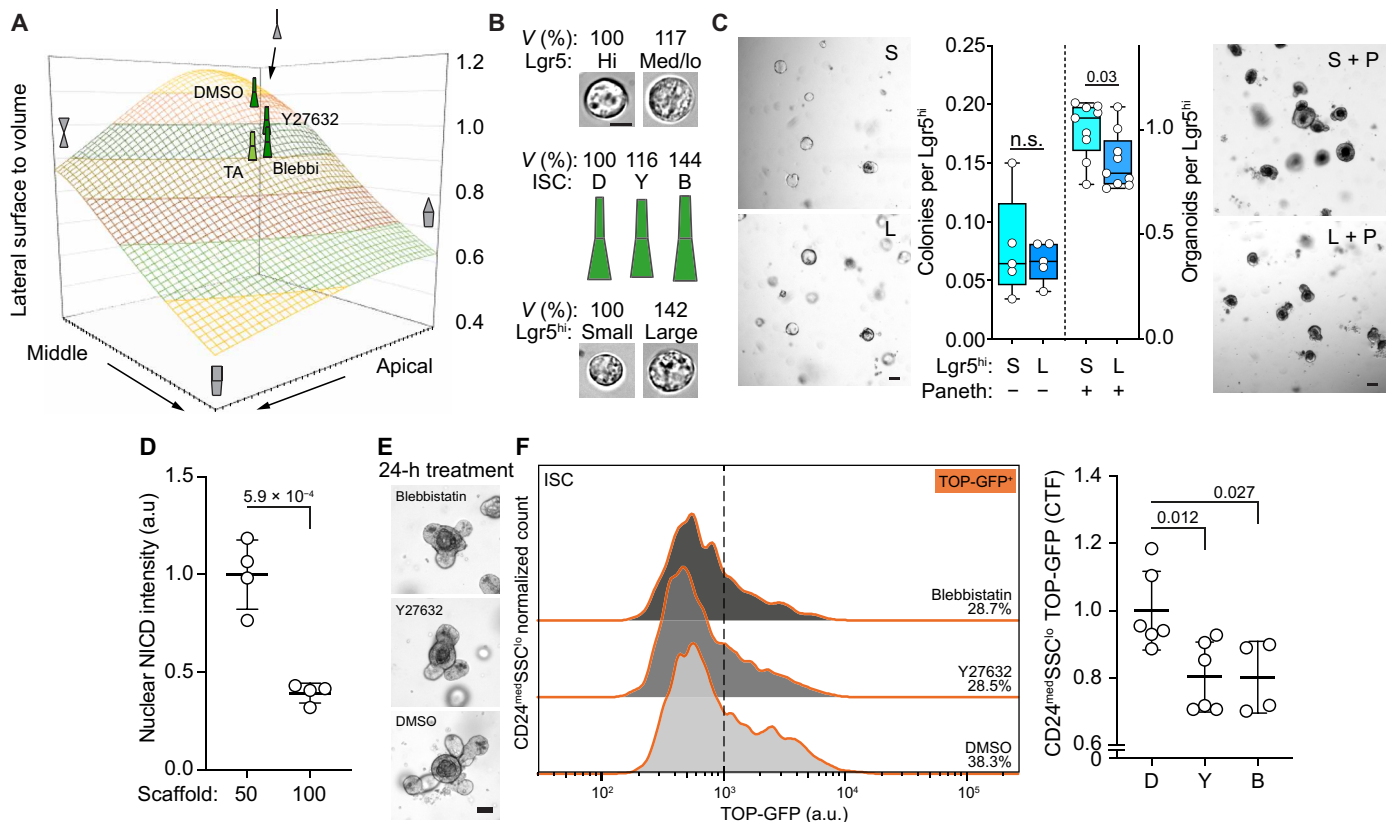 A
Lateral surface to volume
1.2
1.0
0.8
0.6
0.4
DMSO
Y27632
TA
Blebbi
Middle
Apical
B
V (%): 100 117
Lgr5: Hi Med/lo
V (%): 100 116 144
ISC: D Y B
V (%): 100 142
Lgr5hi: Small Large
C
S
L
Colonies per Lgr5hi
0.25
0.20
0.15
0.10
0.05
0.00
n.s.
0.03
1.0
0.5
0.0
Organoids per Lgr5hi
Lgr5hi: S L S L
Paneth: – – + +
S + P
L + P
D
Nuclear NICD intensity (a.u)
1.5
1.0
0.5
0.0
5.9 × 10−4
Scaffold: 50 100
E
24-h treatment
Blebbistatin
Y27632
DMSO
F
CD24medSSClo normalized count
ISC
TOP-GFP+
Blebbistatin
28.7%
Y27632
28.5%
DMSO
38.3%
102 103 104 105
TOP-GFP (a.u.)
CD24medSSClo TOP-GFP (CTF)
1.4
1.2
1.0
0.8
0.6
0
0.027
0.012
D Y B